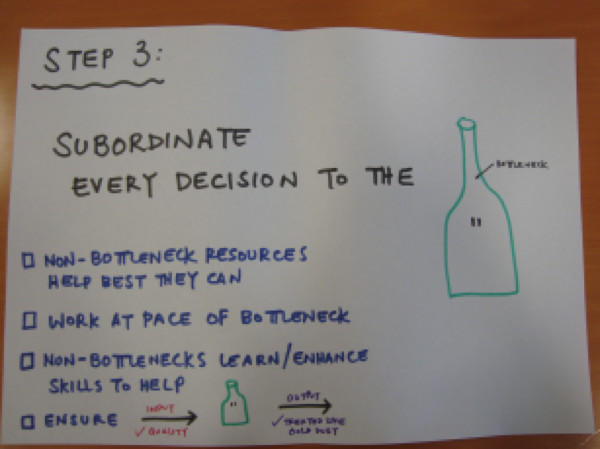 STEP 3:
SUBORDINATE
EVERY DECISION TO THE
BOTTLENECK
NON-BOTTLENECK RESOURCES
HELP BEST THEY CAN
WORK AT PACE OF BOTTLENECK
NON-BOTTLENECKS LEARN/ENHANCE
SKILLS TO HELP
ENSURE
INPUT
✓ QUALITY
OUTPUT
✓ TREATED LIKE
GOLD DUST